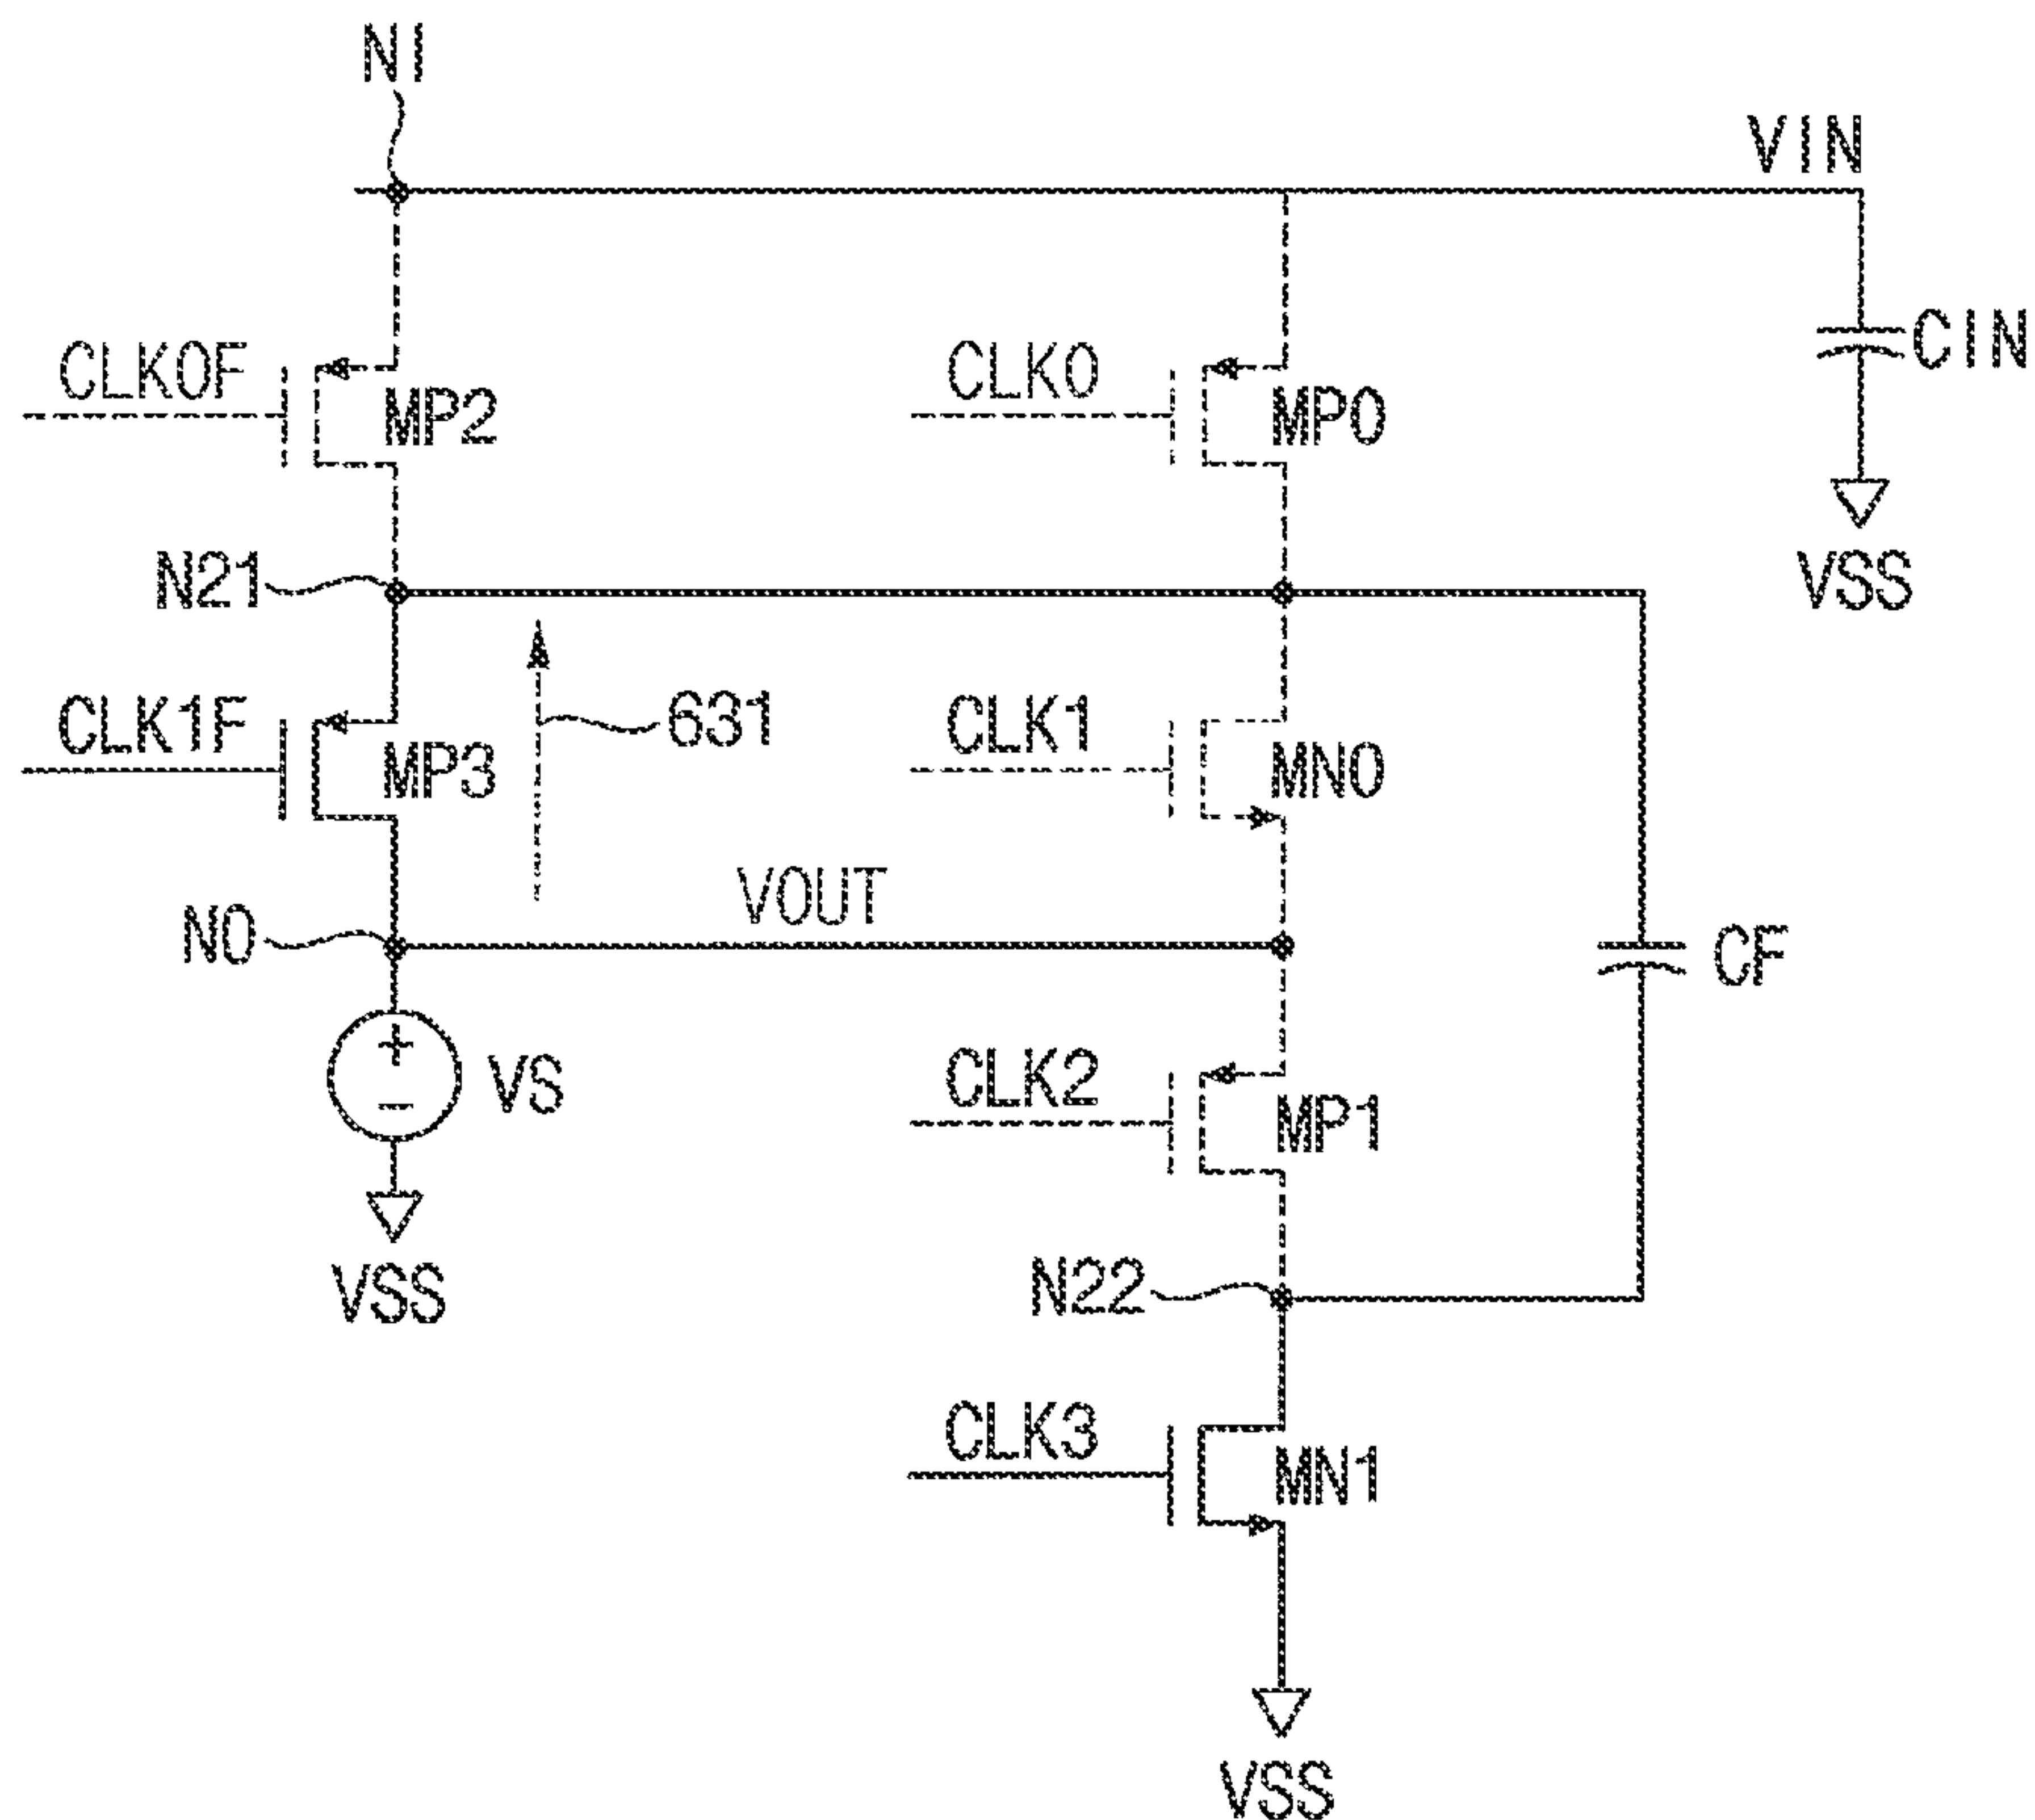 NI
VIN
CLK0F
MP2
CLK0
MP0
CIN
N21
VSS
CLK1F
MP3
631
CLK1
MN0
VOUT
NO
CF
VS
CLK2
MP1
VSS
N22
CLK3
MN1
VSS